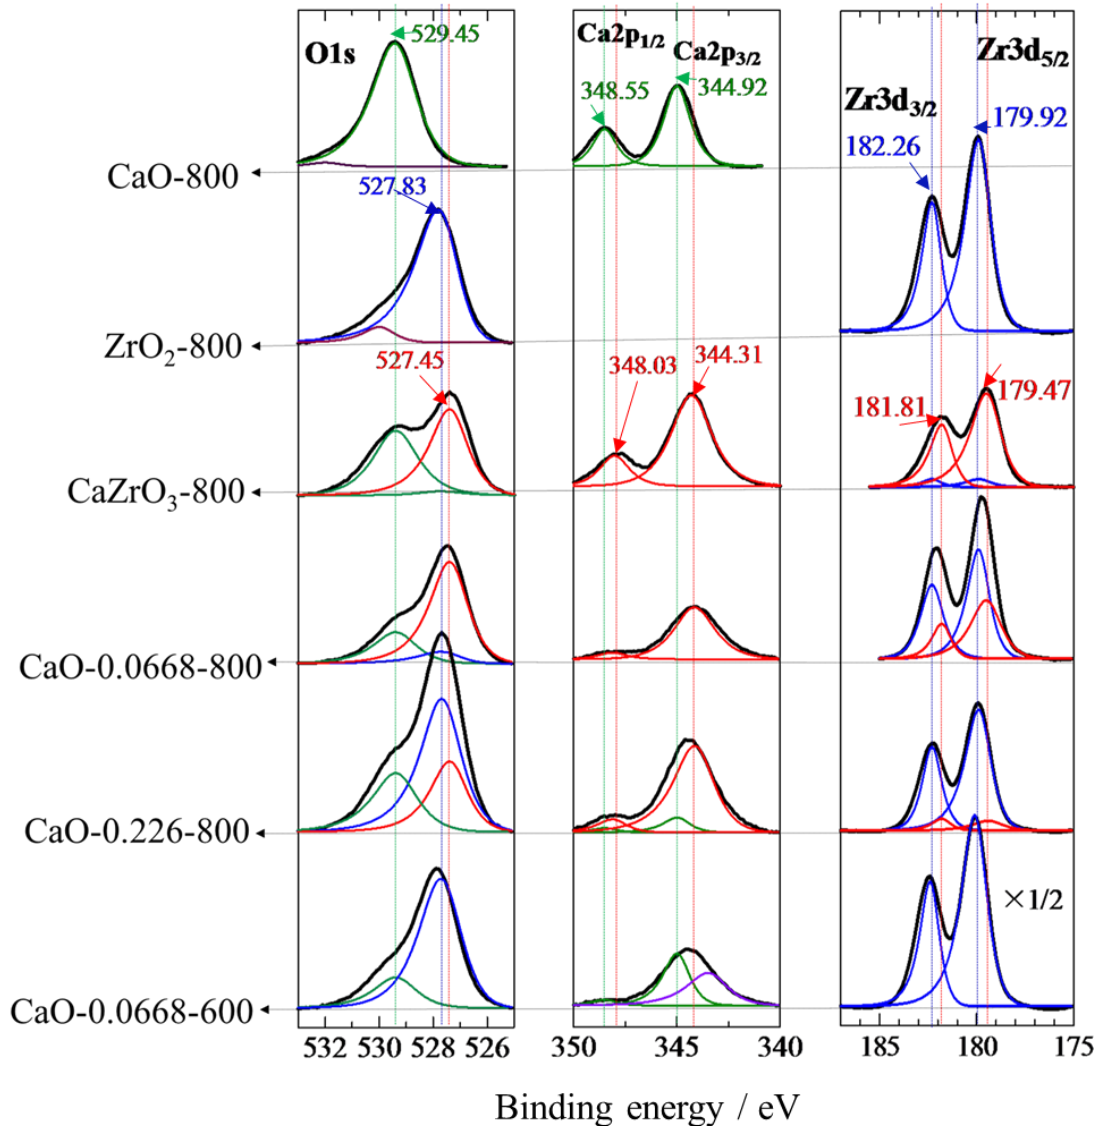 O1s
529.45
Ca2p1/2
Ca2p3/2
348.55
344.92
Zr3d5/2
Zr3d3/2
179.92
182.26
CaO-800
527.83
ZrO2-800
527.45
348.03
344.31
181.81
179.47
CaZrO3-800
CaO-0.0668-800
CaO-0.226-800
×1/2
CaO-0.0668-600
532 530 528 526
350 345 340
185 180 175
Binding energy / eV